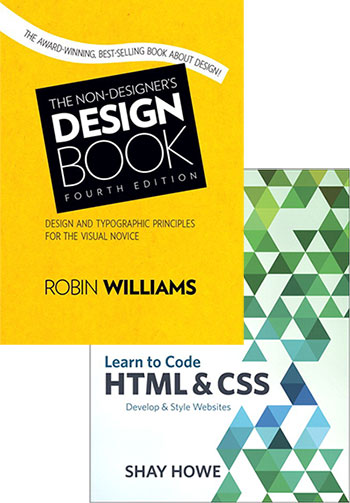 THE AWARD-WINNING, BEST-SELLING BOOK ABOUT DESIGN!
THE NON-DESIGNER'S
DESIGN
BOOK
FOURTH EDITION
DESIGN AND TYPOGRAPHIC PRINCIPLES
FOR THE VISUAL NOVICE
ROBIN WILLIAMS
Learn to Code
HTML & CSS
Develop & Style Websites
SHAY HOWE